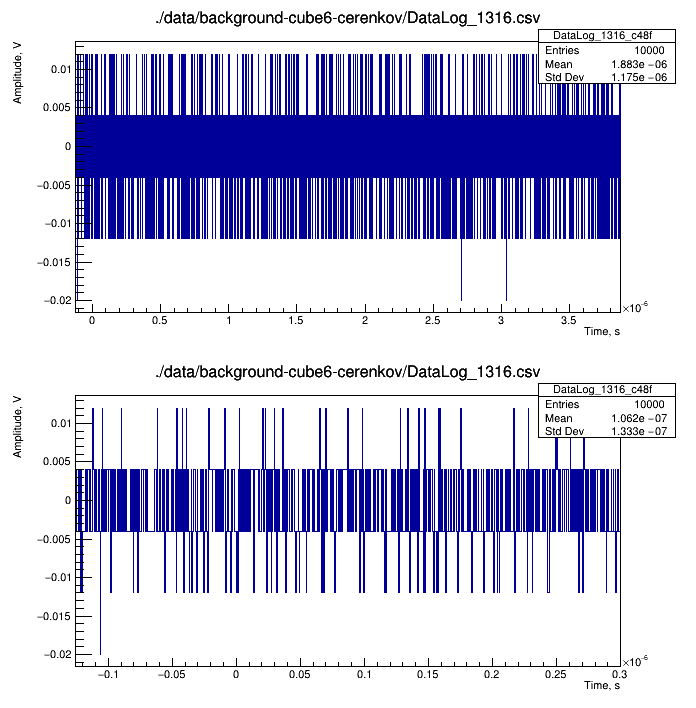 ./data/background-cube6-cerenkov/DataLog_1316.csv
Amplitude, V
DataLog_1316_c48f
Entries 10000
Mean 1.883e −06
Std Dev 1.175e −06
0.01
0.005
0
−0.005
−0.01
−0.015
−0.02
0 0.5 1 1.5 2 2.5 3 3.5
×10⁻⁶
Time, s
./data/background-cube6-cerenkov/DataLog_1316.csv
Amplitude, V
DataLog_1316_c48f
Entries 10000
Mean 1.062e −07
Std Dev 1.333e −07
0.01
0.005
0
−0.005
−0.01
−0.015
−0.02
−0.1 −0.05 0 0.05 0.1 0.15 0.2 0.25 0.3
×10⁻⁶
Time, s